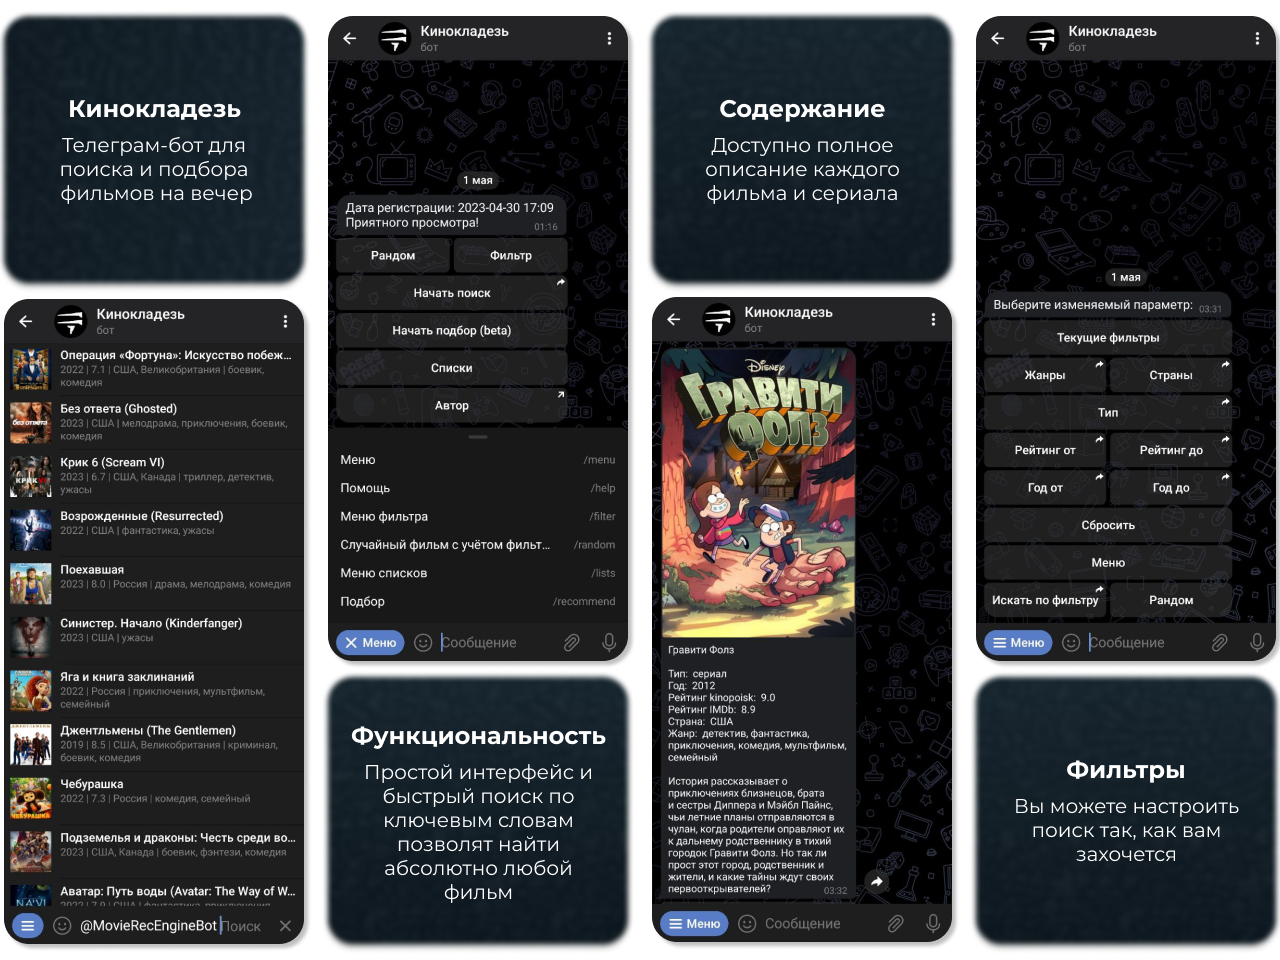 Кинокладезь
Телеграм-бот для
поиска и подбора
фильмов на вечер
Кинокладезь
бот
Операция «Фортуна»: Искусство побеж...
2022 | 7.1 | США, Великобритания | боевик,
комедия
Без ответа (Ghosted)
2023 | США | мелодрама, приключения, боевик,
комедия
Крик 6 (Scream VI)
2023 | 6.7 | США, Канада | триллер, детектив,
ужасы
Возрожденные (Resurrected)
2022 | США | фантастика, ужасы
Поехавшая
2023 | 8.0 | Россия | драма, мелодрама, комедия
Синистер. Начало (Kinderfanger)
2023 | США | ужасы
Яга и книга заклинаний
2022 | Россия | приключения, мультфильм,
семейный
Джентльмены (The Gentlemen)
2019 | 8.5 | США, Великобритания | криминал,
боевик, комедия
Чебурашка
2022 | 7.3 | Россия | комедия, семейный
Подземелья и драконы: Честь среди во...
2023 | США, Канада | боевик, фэнтези, комедия
Аватар: Путь воды (Avatar: The Way of W...
2022 | 7.9 | США | фантастика, приключения,
@MovieRecEngineBot Поиск
Кинокладезь
бот
1 мая
Дата регистрации: 2023-04-30 17:09
Приятного просмотра!
01:16
Рандом Фильтр
Начать поиск
Начать подбор (beta)
Списки
Автор
Меню /menu
Помощь /help
Меню фильтра /filter
Случайный фильм с учётом фильт... /random
Меню списков /lists
Подбор /recommend
Меню Сообщение
Функциональность
Простой интерфейс и
быстрый поиск по
ключевым словам
позволят найти
абсолютно любой
фильм
Содержание
Доступно полное
описание каждого
фильма и сериала
Кинокладезь
бот
Disney
ГРАВИТИ
ФОЛЗ
Гравити Фолз
Тип: сериал
Год: 2012
Рейтинг kinopoisk: 9.0
Рейтинг IMDb: 8.9
Страна: США
Жанр: детектив, фантастика,
приключения, комедия, мультфильм,
семейный
История рассказывает о
приключениях близнецов, брата
и сестры Диппера и Мэйбл Пайнс,
чьи летние планы отправляются в
чулан, когда родители оправляют их
к дальнему родственнику в тихий
городок Гравити Фолз. Но так ли
прост этот город, родственник и
жители, и какие тайны ждут своих
первооткрывателей?
03:32
Меню Сообщение
Кинокладезь
бот
1 мая
Выберите изменяемый параметр:
03:31
Текущие фильтры
Жанры Страны
Тип
Рейтинг от Рейтинг до
Год от Год до
Сбросить
Меню
Искать по фильтру Рандом
Меню Сообщение
Фильтры
Вы можете настроить
поиск так, как вам
захочется